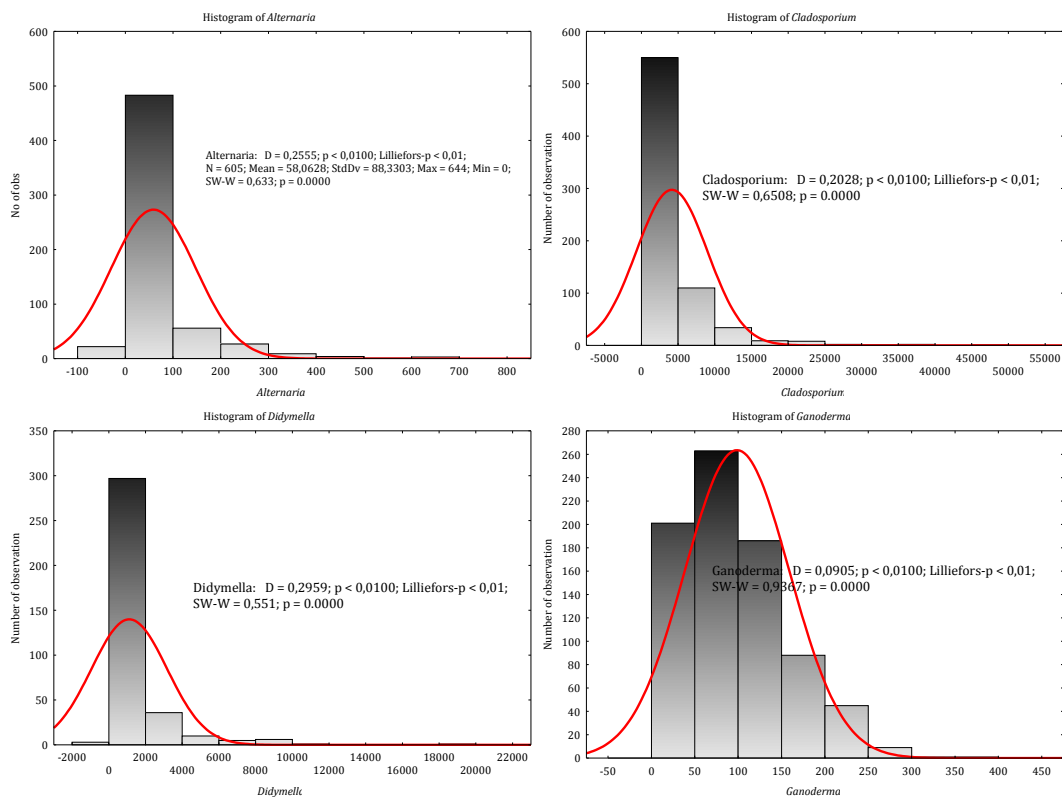 Histogram of Alternaria
600
500
400
300
200
100
0
No of obs
Alternaria: D = 0,2555; p < 0,0100; Lilliefors-p < 0,01;
N = 605; Mean = 58,0628; StdDv = 88,3303; Max = 644; Min = 0;
SW-W = 0,633; p = 0.0000
-100 0 100 200 300 400 500 600 700 800
Alternaria
Histogram of Cladosporium
600
500
400
300
200
100
0
Number of observation
Cladosporium: D = 0,2028; p < 0,0100; Lilliefors-p < 0,01;
SW-W = 0,6508; p = 0.0000
-5000 5000 15000 25000 35000 45000 55000
0 10000 20000 30000 40000 50000
Cladosporium
Histogram of Didymella
350
300
250
200
150
100
50
0
Number of observation
Didymella: D = 0,2959; p < 0,0100; Lilliefors-p < 0,01;
SW-W = 0,551; p = 0.0000
-2000 2000 6000 10000 14000 18000 22000
0 4000 8000 12000 16000 20000
Didymella
Histogram of Ganoderma
280
260
240
220
200
180
160
140
120
100
80
60
40
20
0
Number of observation
Ganoderma: D = 0,0905; p < 0,0100; Lilliefors-p < 0,01;
SW-W = 0,9367; p = 0.0000
-50 0 50 100 150 200 250 300 350 400 450
Ganoderma